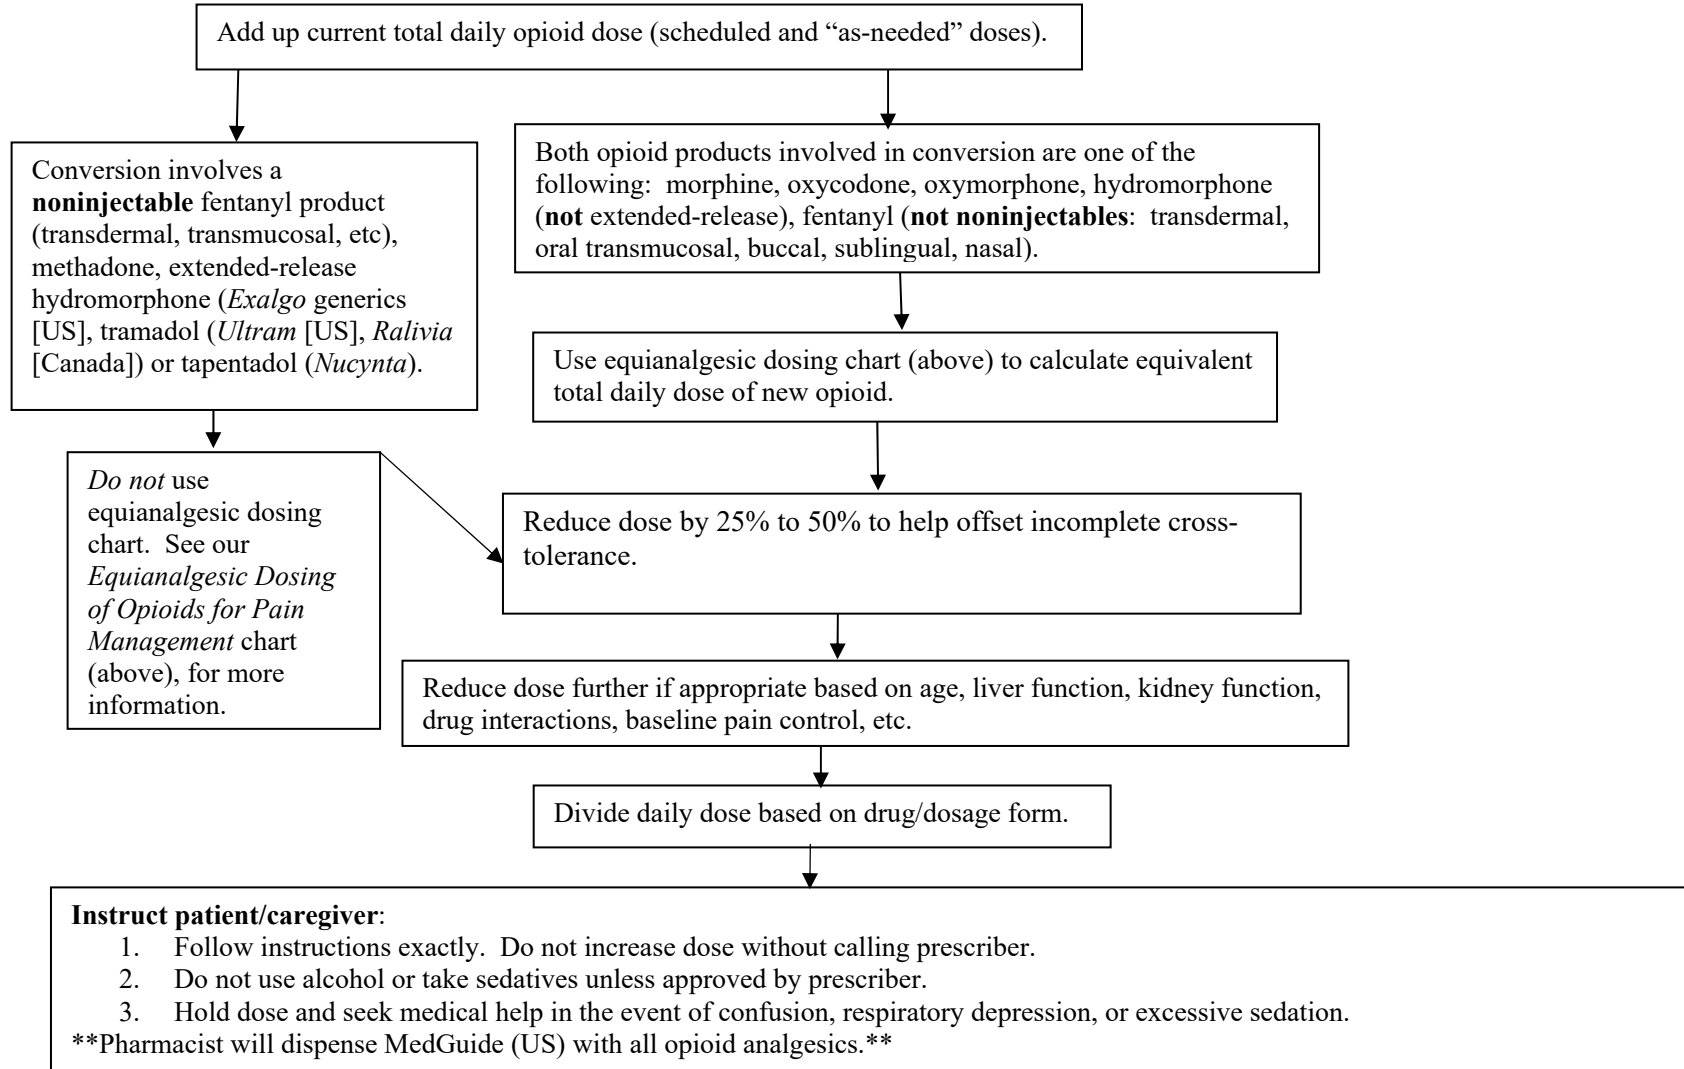 Add up current total daily opioid dose (scheduled and “as-needed” doses).
Conversion involves a
noninjectable fentanyl product
(transdermal, transmucosal, etc),
methadone, extended-release
hydromorphone (Exalgo generics
[US], tramadol (Ultram [US], Ralivia
[Canada]) or tapentadol (Nucynta).
Both opioid products involved in conversion are one of the
following:  morphine, oxycodone, oxymorphone, hydromorphone
(not extended-release), fentanyl (not noninjectables:  transdermal,
oral transmucosal, buccal, sublingual, nasal).
Use equianalgesic dosing chart (above) to calculate equivalent
total daily dose of new opioid.
Do not use
equianalgesic dosing
chart.  See our
Equianalgesic Dosing
of Opioids for Pain
Management chart
(above), for more
information.
Reduce dose by 25% to 50% to help offset incomplete cross-
tolerance.
Reduce dose further if appropriate based on age, liver function, kidney function,
drug interactions, baseline pain control, etc.
Divide daily dose based on drug/dosage form.
Instruct patient/caregiver:
1. Follow instructions exactly.  Do not increase dose without calling prescriber.
2. Do not use alcohol or take sedatives unless approved by prescriber.
3. Hold dose and seek medical help in the event of confusion, respiratory depression, or excessive sedation.
**Pharmacist will dispense MedGuide (US) with all opioid analgesics.**